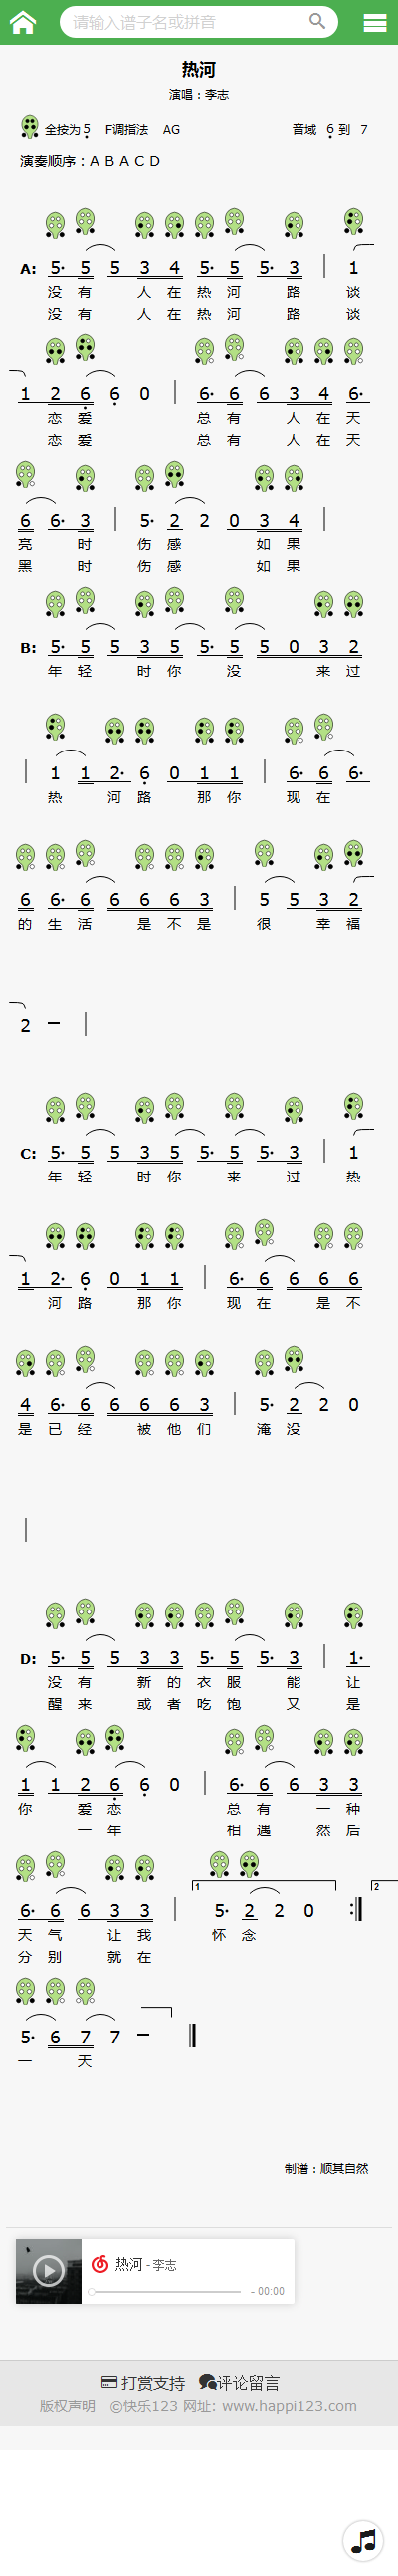 请输入谱子名或拼音
热河
演唱：李志
全按为 5̣ F调指法 AG 音域 6̣ 到 7
演奏顺序：A B A C D
A: 5· 5 5 3 4 5· 5 5· 3 | 1
没 有 人 在 热 河 路 谈
没 有 人 在 热 河 路 谈
1 2 6̣ 6̣ 0 | 6· 6 6 3 4 6·
恋 爱 总 有 人 在 天
恋 爱 总 有 人 在 天
6 6· 3 | 5· 2 2 0 3 4 |
亮 时 伤 感 如 果
黑 时 伤 感 如 果
B: 5· 5 5 3 5 5· 5 5 0 3 2
年 轻 时 你 没 来 过
| 1 1 2· 6̣ 0 1 1 | 6· 6 6·
热 河 路 那 你 现 在
6 6· 6 6 6 6 3 | 5 5 3 2
的 生 活 是 不 是 很 幸 福
2 – |
C: 5· 5 5 3 5 5· 5 5· 3 | 1
年 轻 时 你 来 过 热
1 2· 6̣ 0 1 1 | 6· 6 6 6 6
河 路 那 你 现 在 是 不
4 6· 6 6 6 6 3 | 5· 2 2 0
是 已 经 被 他 们 淹 没
|
D: 5· 5 5 3 3 5· 5 5· 3 | 1·
没 有 新 的 衣 服 能 让
醒 来 或 者 吃 饱 又 是
1 1 2 6̣ 6̣ 0 | 6· 6 6 3 3
你 爱 恋 总 有 一 种
一 年 相 遇 然 后
1 2
6· 6 6 3 3 | 5· 2 2 0 :|
天 气 让 我 怀 念
分 别 就 在
5· 6 7 7 – ||
一 天
制谱：顺其自然
热河 - 李志
- 00:00
打赏支持 评论留言
版权声明 ©快乐123 网址: www.happi123.com